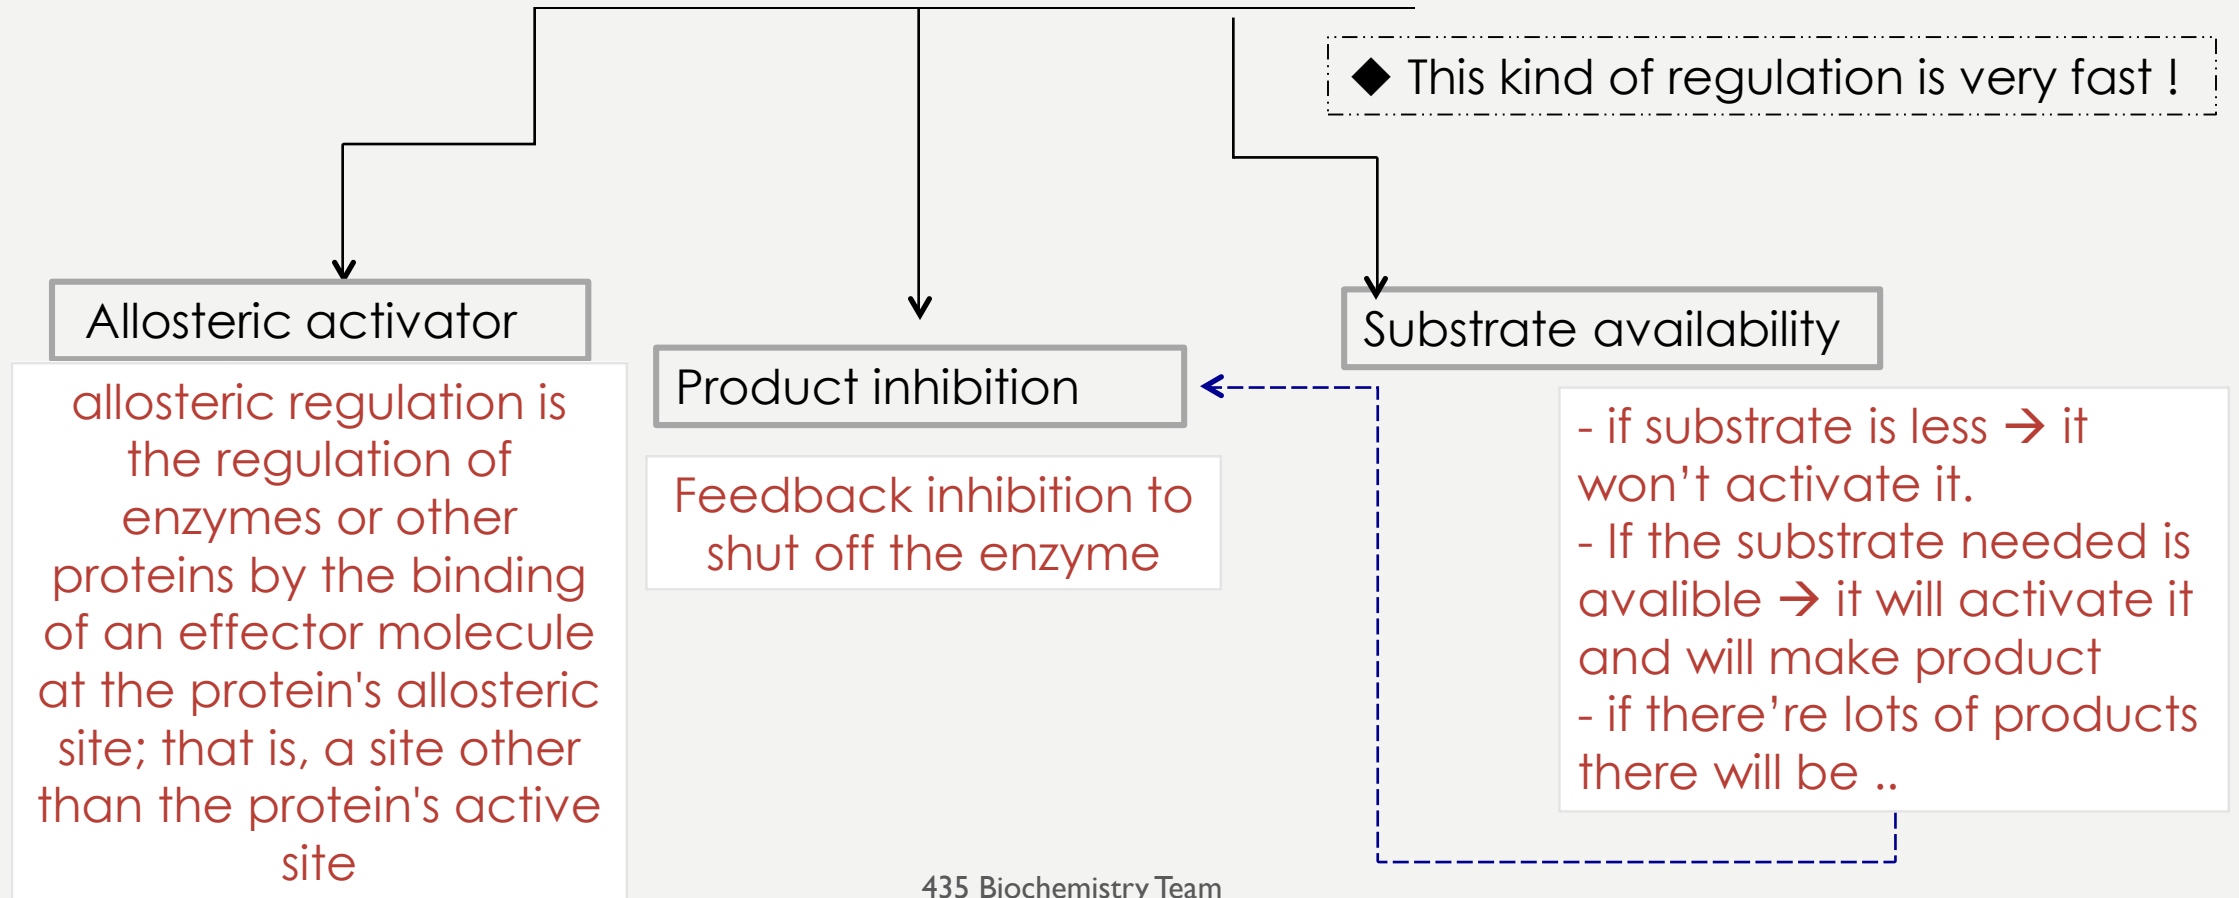 ◆ This kind of regulation is very fast !
Allosteric activator
allosteric regulation is
the regulation of
enzymes or other
proteins by the binding
of an effector molecule
at the protein's allosteric
site; that is, a site other
than the protein's active
site
Product inhibition
Feedback inhibition to
shut off the enzyme
Substrate availability
- if substrate is less → it
won’t activate it.
- If the substrate needed is
avalible → it will activate it
and will make product
- if there’re lots of products
there will be ..
435 Biochemistry Team